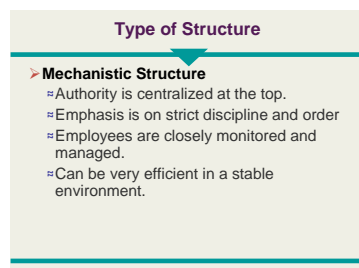 Type of Structure
Mechanistic Structure
Authority is centralized at the top.
Emphasis is on strict discipline and order
Employees are closely monitored and
managed.
Can be very efficient in a stable
environment.